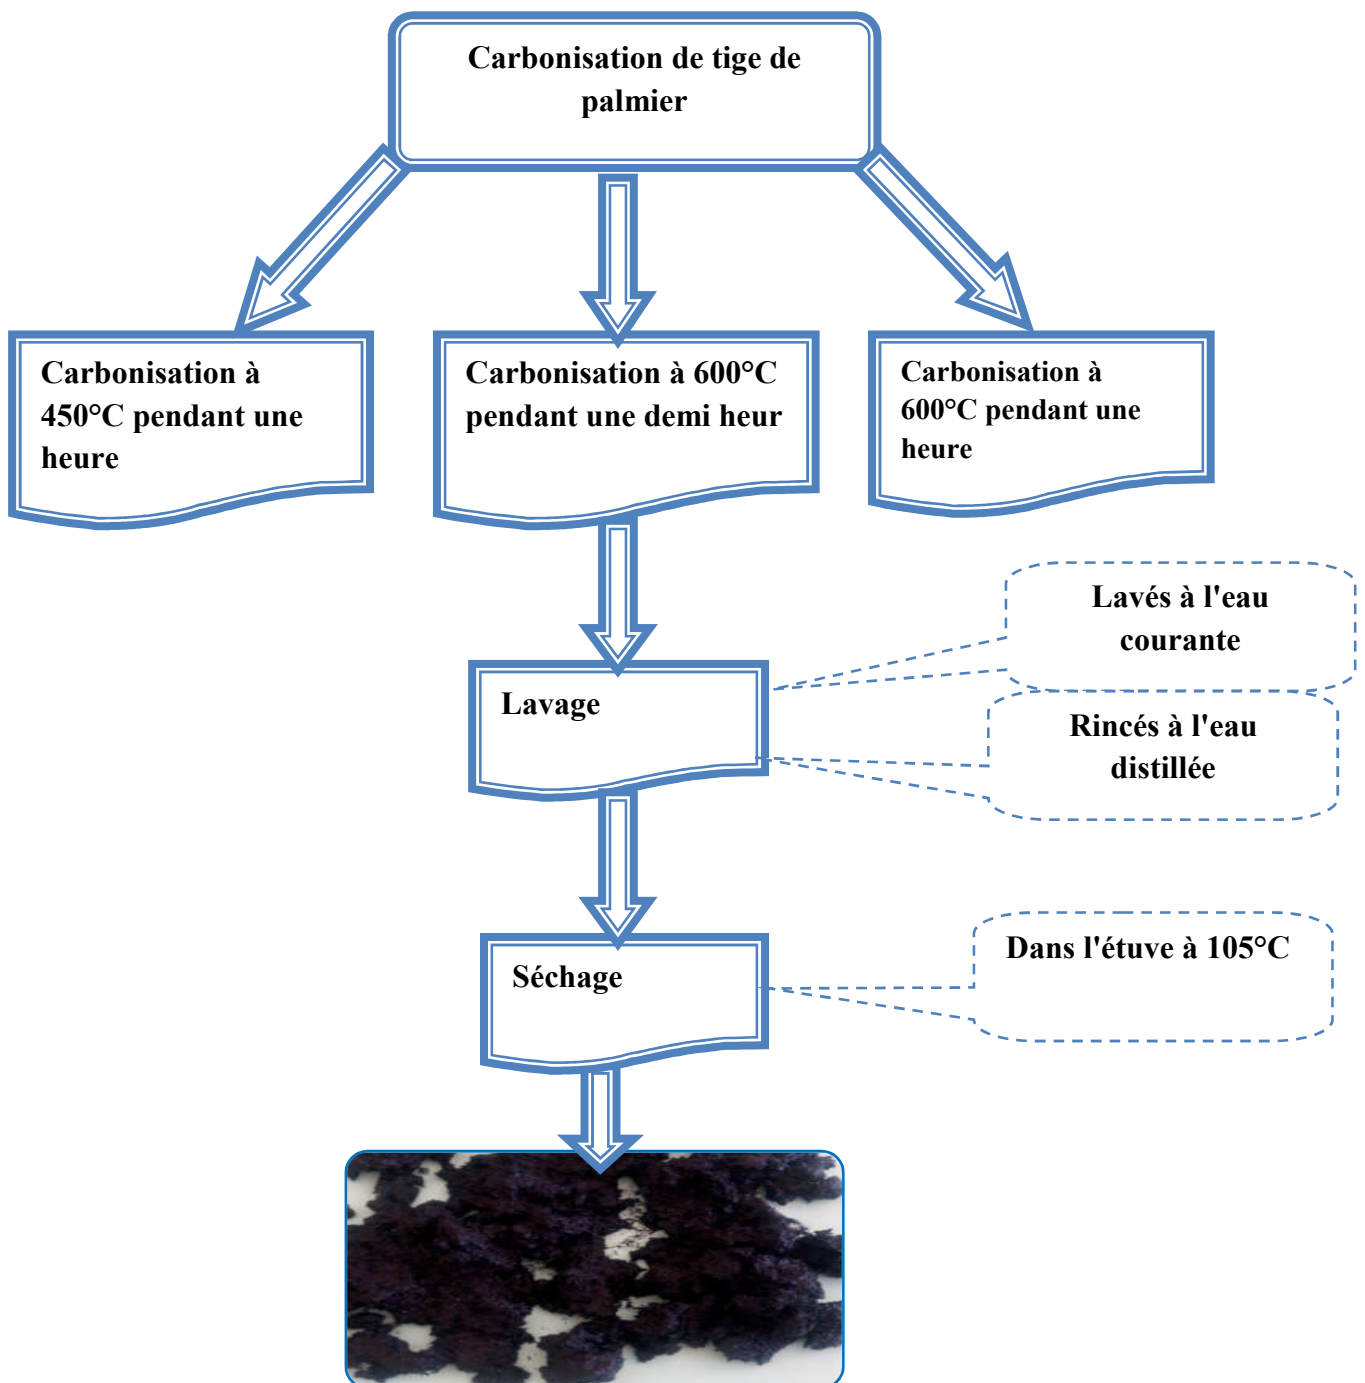 Carbonisation de tige de
palmier
Carbonisation à
450°C pendant une
heure
Carbonisation à 600°C
pendant une demi heur
Carbonisation à
600°C pendant une
heure
Lavés à l'eau
courante
Lavage
Rincés à l'eau
distillée
Dans l'étuve à 105°C
Séchage